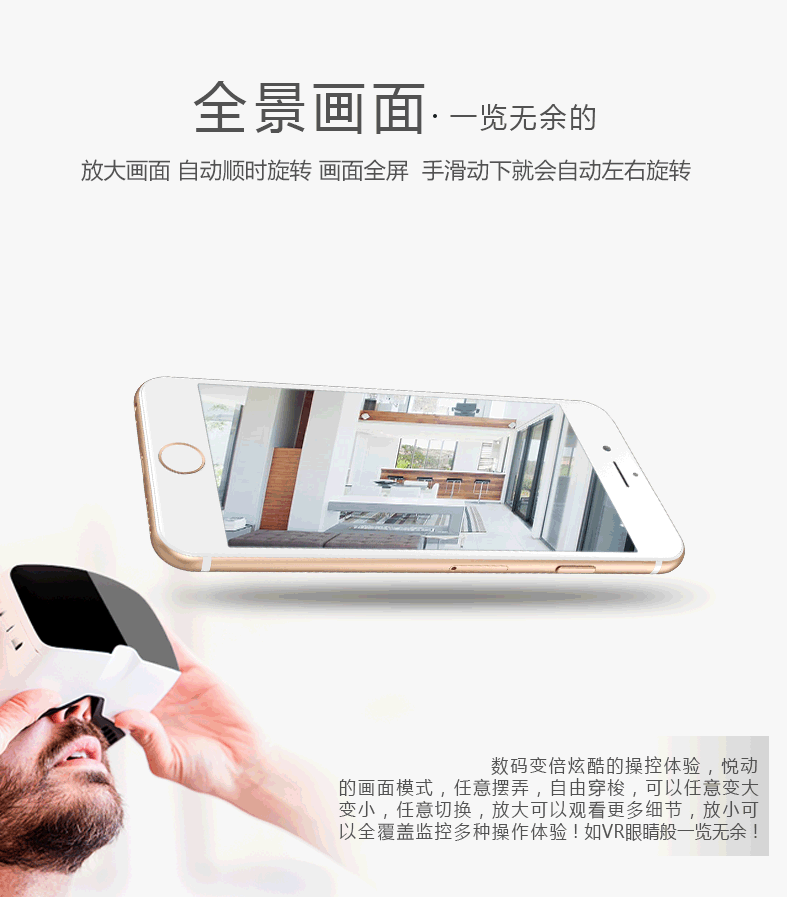 全景画面·一览无余的
放大画面 自动顺时旋转 画面全屏 手滑动下就会自动左右旋转
数码变倍炫酷的操控体验，悦动
的画面模式，任意摆弄，自由穿梭，可以任意变大
变小，任意切换，放大可以观看更多细节，放小可
以全覆盖监控多种操作体验！如VR眼睛般一览无余！